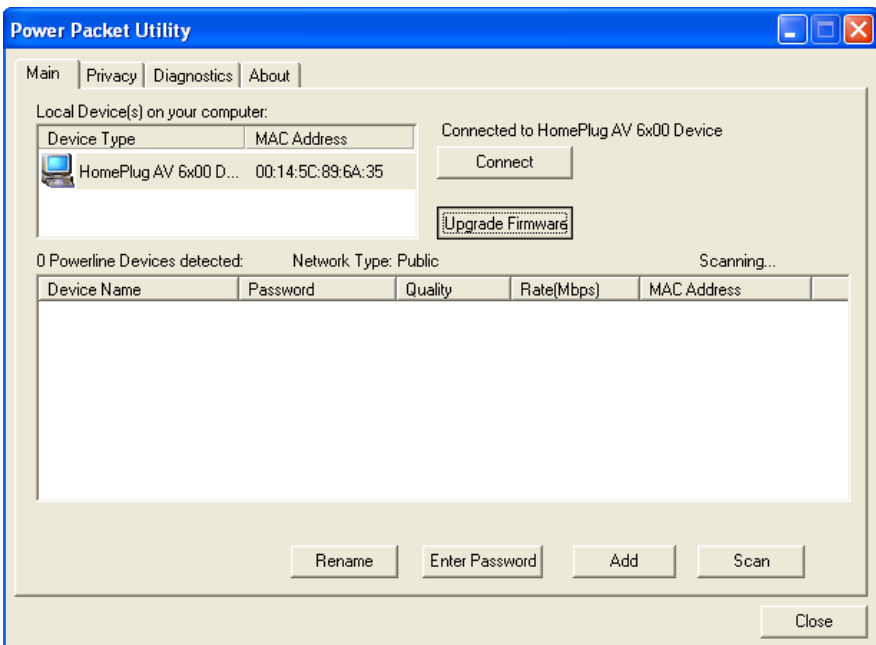 Power Packet Utility
Main Privacy Diagnostics About
Local Device(s) on your computer:
Device Type MAC Address
HomePlug AV 6x00 D... 00:14:5C:89:6A:35
Connected to HomePlug AV 6x00 Device
Connect
Upgrade Firmware
0 Powerline Devices detected: Network Type: Public Scanning...
Device Name Password Quality Rate(Mbps) MAC Address
Rename Enter Password Add Scan
Close